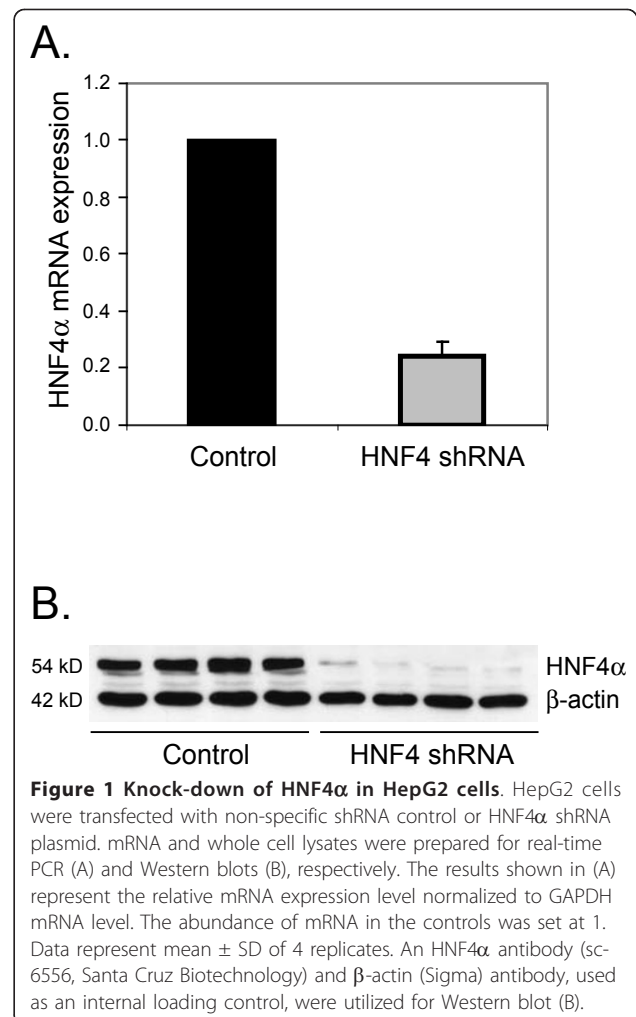 A.
HNF4α mRNA expression
1.2
1.0
0.8
0.6
0.4
0.2
0.0
Control HNF4 shRNA
B.
54 kD HNF4α
42 kD β-actin
Control HNF4 shRNA
Figure 1 Knock-down of HNF4α in HepG2 cells. HepG2 cells
were transfected with non-specific shRNA control or HNF4α shRNA
plasmid. mRNA and whole cell lysates were prepared for real-time
PCR (A) and Western blots (B), respectively. The results shown in (A)
represent the relative mRNA expression level normalized to GAPDH
mRNA level. The abundance of mRNA in the controls was set at 1.
Data represent mean ± SD of 4 replicates. An HNF4α antibody (sc-
6556, Santa Cruz Biotechnology) and β-actin (Sigma) antibody, used
as an internal loading control, were utilized for Western blot (B).